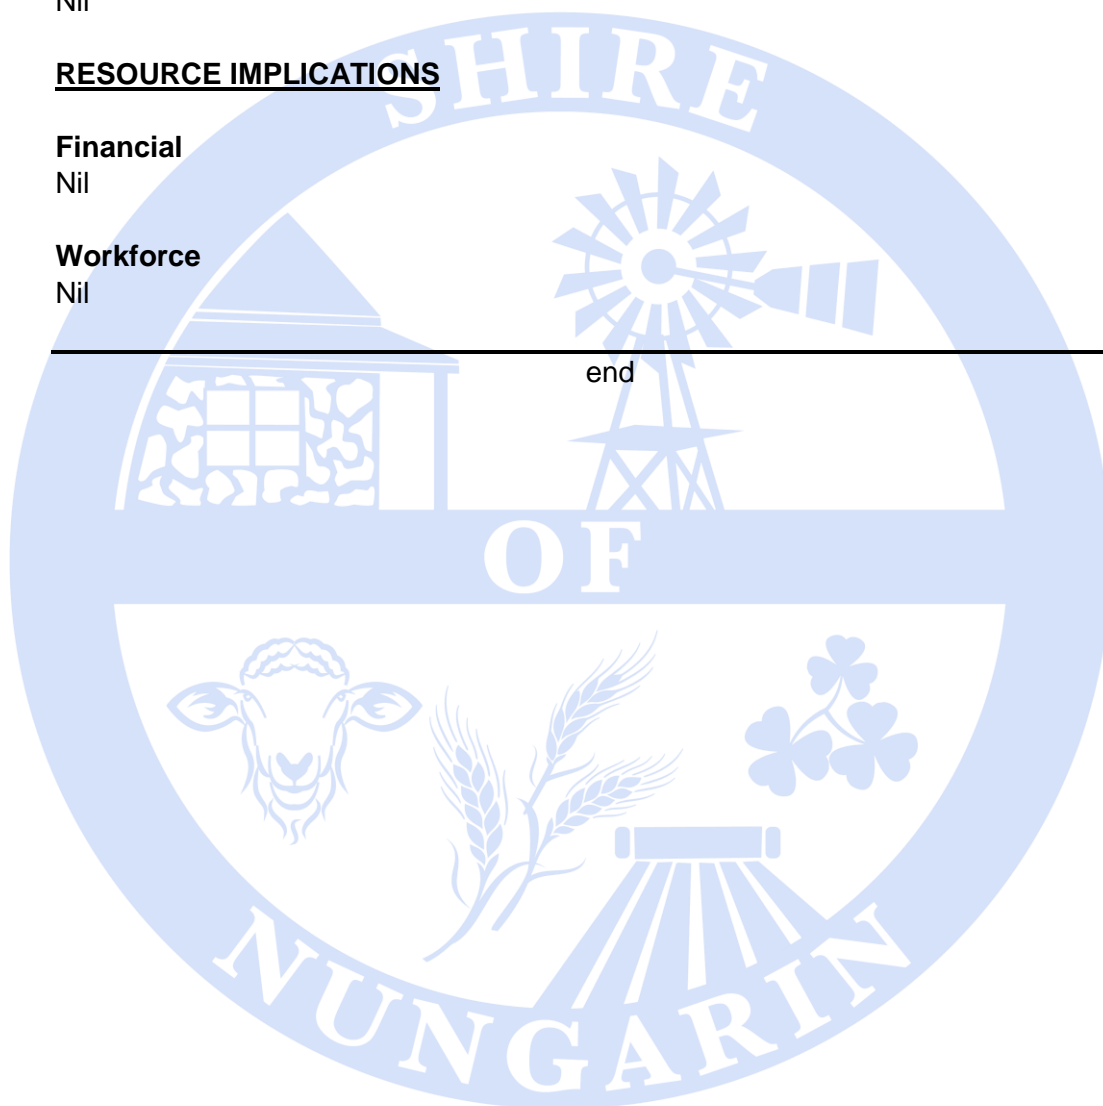 Nil
RESOURCE IMPLICATIONS
Financial
Nil
Workforce
Nil
end
SHIRE
OF
NUNGARIN